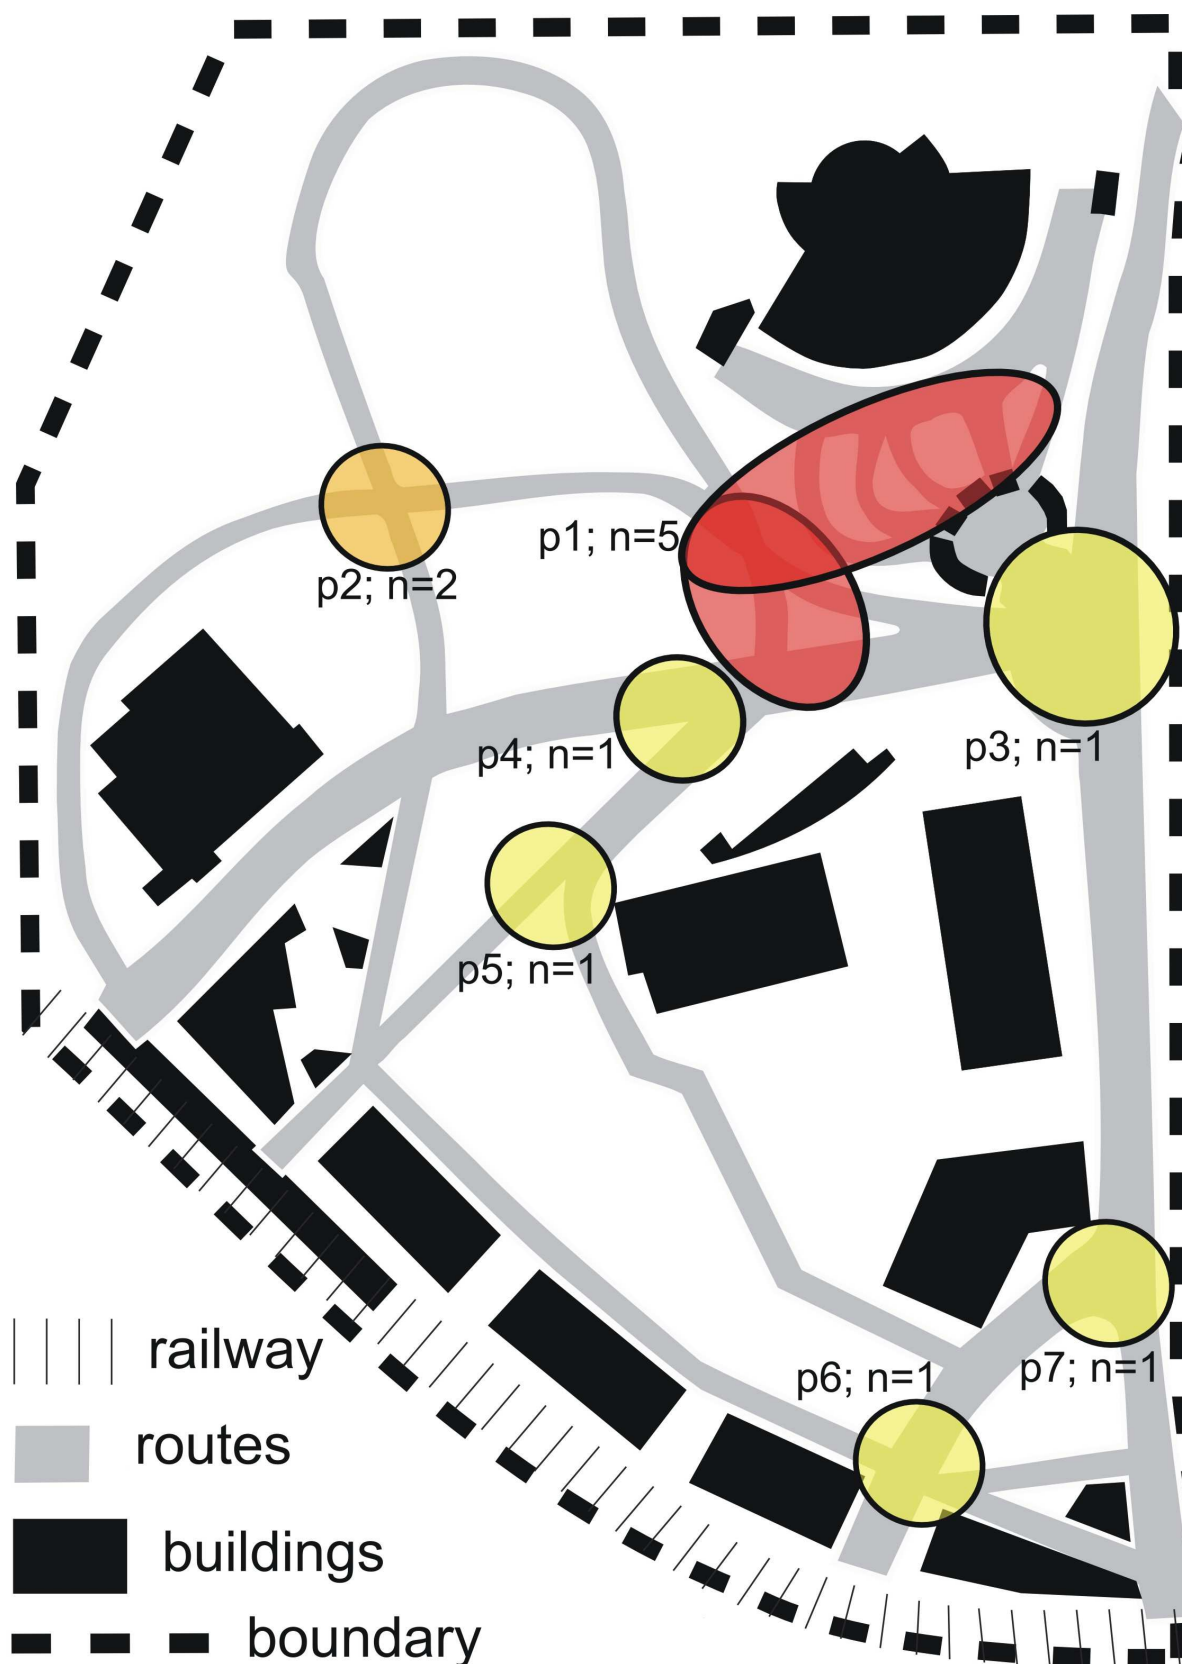 p1; n=5
p2; n=2
p3; n=1
p4; n=1
p5; n=1
p6; n=1
p7; n=1
railway
routes
buildings
boundary